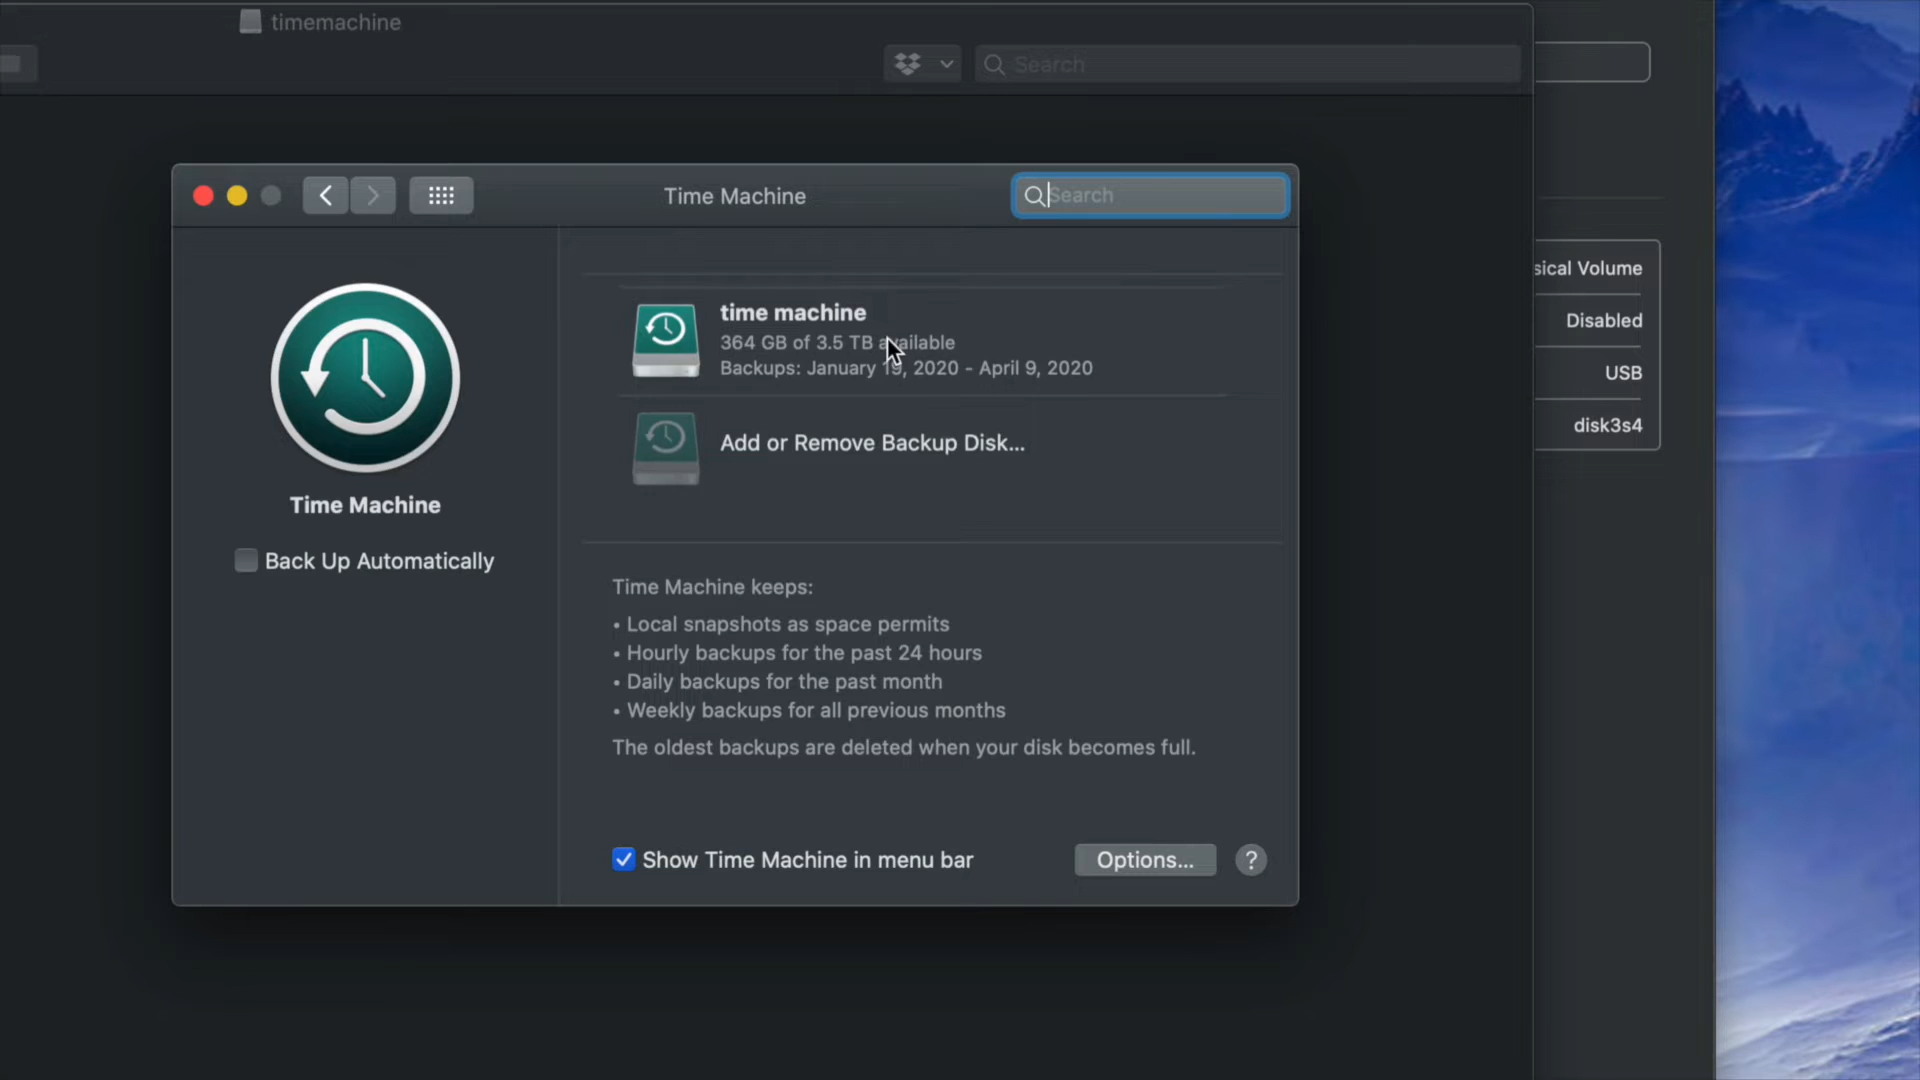 timemachine
Search
Time Machine
Search
sical Volume
Disabled
USB
disk3s4
time machine
364 GB of 3.5 TB available
Backups: January 19, 2020 - April 9, 2020
Add or Remove Backup Disk...
Time Machine
Back Up Automatically
Time Machine keeps:
• Local snapshots as space permits
• Hourly backups for the past 24 hours
• Daily backups for the past month
• Weekly backups for all previous months
The oldest backups are deleted when your disk becomes full.
Show Time Machine in menu bar
Options...
?